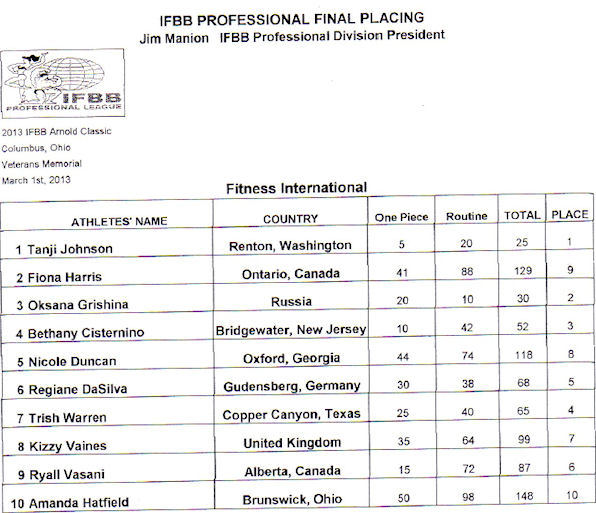 IFBB PROFESSIONAL FINAL PLACING
Jim Manion IFBB Professional Division President
IFBB
PROFESSIONAL LEAGUE
2013 IFBB Arnold Classic
Columbus, Ohio
Veterans Memorial
March 1st, 2013
Fitness International
ATHLETES' NAME COUNTRY One Piece Routine TOTAL PLACE
1 Tanji Johnson Renton, Washington 5 20 25 1
2 Fiona Harris Ontario, Canada 41 88 129 9
3 Oksana Grishina Russia 20 10 30 2
4 Bethany Cisternino Bridgewater, New Jersey 10 42 52 3
5 Nicole Duncan Oxford, Georgia 44 74 118 8
6 Regiane DaSilva Gudensberg, Germany 30 38 68 5
7 Trish Warren Copper Canyon, Texas 25 40 65 4
8 Kizzy Vaines United Kingdom 35 64 99 7
9 Ryall Vasani Alberta, Canada 15 72 87 6
10 Amanda Hatfield Brunswick, Ohio 50 98 148 10